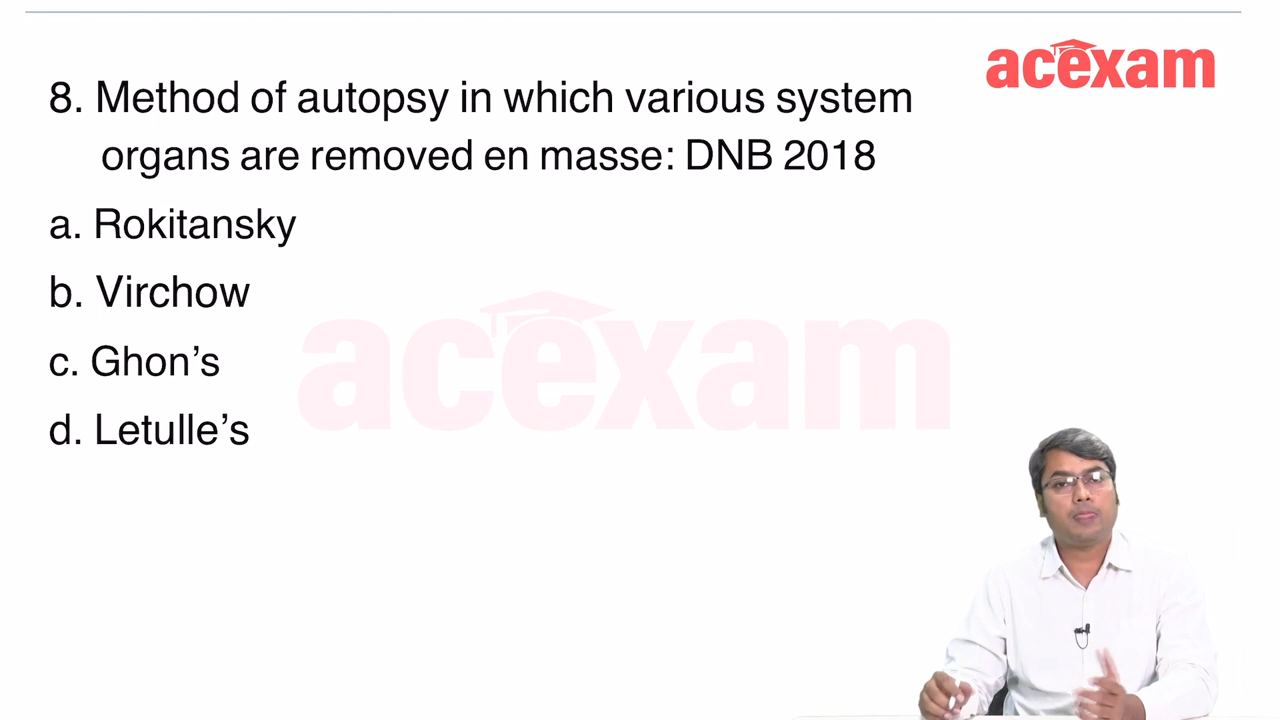 acexam
8. Method of autopsy in which various system
organs are removed en masse: DNB 2018
a. Rokitansky
b. Virchow
c. Ghon’s
d. Letulle’s
acexam